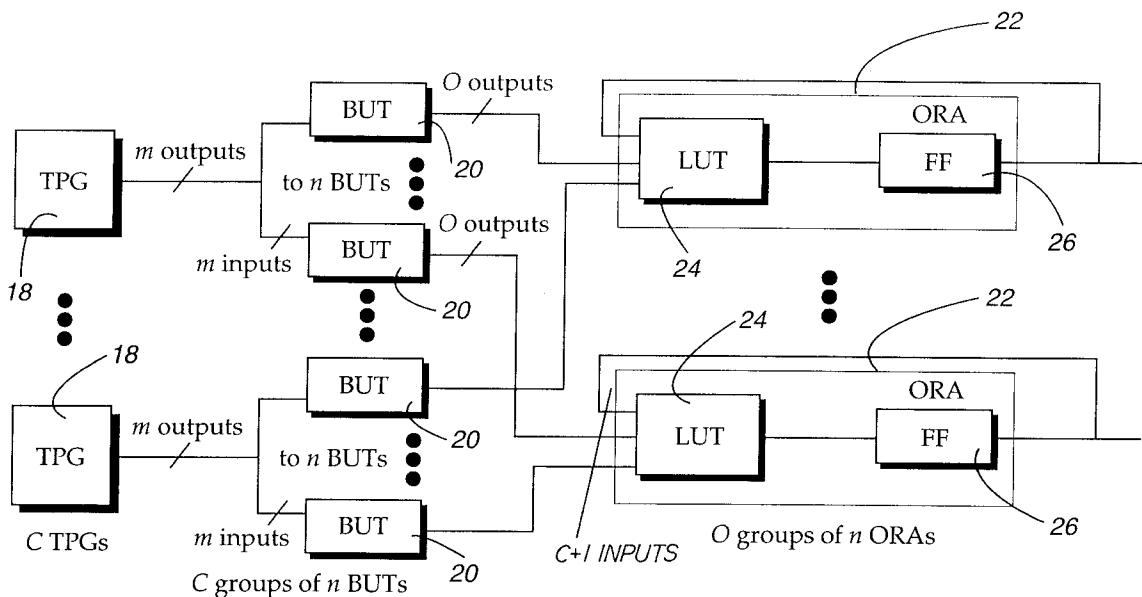 22
O outputs
BUT
ORA
m outputs
20
LUT
FF
TPG
to n BUTs
O outputs
BUT
24
26
m inputs
18
20
22
24
18
BUT
ORA
m outputs
20
LUT
FF
TPG
to n BUTs
BUT
26
m inputs
C TPGs
20
C+1 INPUTS
O groups of n ORAs
C groups of n BUTs